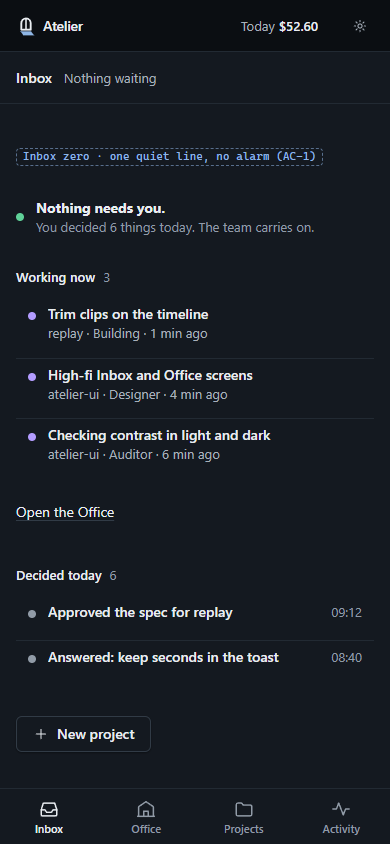 Atelier
Today $52.60
Inbox Nothing waiting
Inbox zero · one quiet line, no alarm (AC-1)
Nothing needs you.
You decided 6 things today. The team carries on.
Working now 3
Trim clips on the timeline
replay · Building · 1 min ago
High-fi Inbox and Office screens
atelier-ui · Designer · 4 min ago
Checking contrast in light and dark
atelier-ui · Auditor · 6 min ago
Open the Office
Decided today 6
Approved the spec for replay 09:12
Answered: keep seconds in the toast 08:40
+ New project
Inbox Office Projects Activity